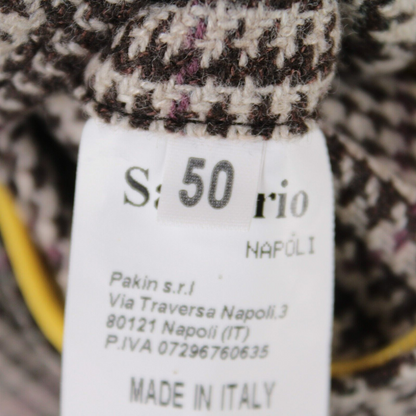 Sa 50 rio
NAPOLI
Pakin s.r.l
Via Traversa Napoli.3
80121 Napoli (IT)
P.IVA 07296760635
MADE IN ITALY